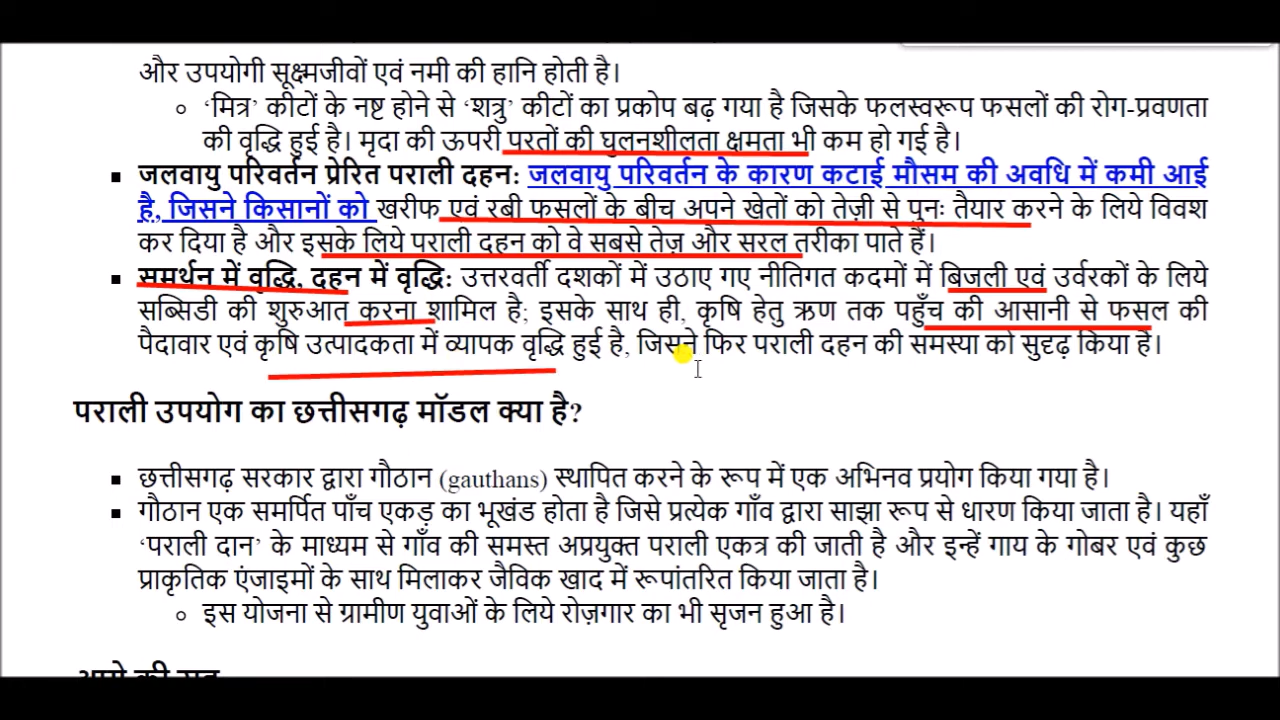 और उपयोगी सूक्ष्मजीवों एवं नमी की हानि होती है।
‘मित्र’ कीटों के नष्ट होने से ‘शत्रु’ कीटों का प्रकोप बढ़ गया है जिसके फलस्वरूप फसलों की रोग-प्रवणता
की वृद्धि हुई है। मृदा की ऊपरी परतों की घुलनशीलता क्षमता भी कम हो गई है।
जलवायु परिवर्तन प्रेरित पराली दहन: जलवायु परिवर्तन के कारण कटाई मौसम की अवधि में कमी आई
है, जिसने किसानों को खरीफ एवं रबी फसलों के बीच अपने खेतों को तेज़ी से पुनः तैयार करने के लिये विवश
कर दिया है और इसके लिये पराली दहन को वे सबसे तेज़ और सरल तरीका पाते हैं।
समर्थन में वृद्धि, दहन में वृद्धि: उत्तरवर्ती दशकों में उठाए गए नीतिगत कदमों में बिजली एवं उर्वरकों के लिये
सब्सिडी की शुरुआत करना शामिल है; इसके साथ ही, कृषि हेतु ऋण तक पहुँच की आसानी से फसल की
पैदावार एवं कृषि उत्पादकता में व्यापक वृद्धि हुई है, जिसने फिर पराली दहन की समस्या को सुदृढ़ किया है।
पराली उपयोग का छत्तीसगढ़ मॉडल क्या है?
छत्तीसगढ़ सरकार द्वारा गौठान (gauthans) स्थापित करने के रूप में एक अभिनव प्रयोग किया गया है।
गौठान एक समर्पित पाँच एकड़ का भूखंड होता है जिसे प्रत्येक गाँव द्वारा साझा रूप से धारण किया जाता है। यहाँ
‘पराली दान’ के माध्यम से गाँव की समस्त अप्रयुक्त पराली एकत्र की जाती है और इन्हें गाय के गोबर एवं कुछ
प्राकृतिक एंजाइमों के साथ मिलाकर जैविक खाद में रूपांतरित किया जाता है।
इस योजना से ग्रामीण युवाओं के लिये रोज़गार का भी सृजन हुआ है।